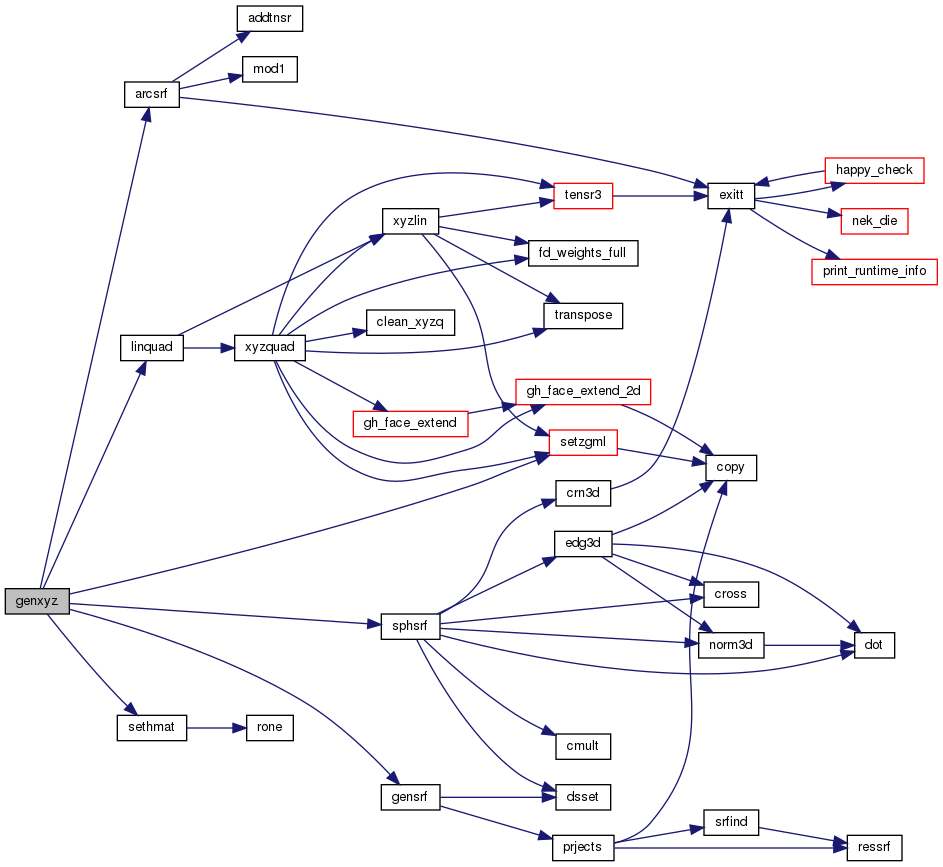 addtnsr
mod1
arcsrf
happy_check
tensr3
exitt
xyzlin
nek_die
fd_weights_full
print_runtime_info
transpose
clean_xyzq
linquad
xyzquad
gh_face_extend_2d
gh_face_extend
setzgml
copy
crn3d
edg3d
cross
genxyz
sphsrf
norm3d
dot
sethmat
rone
cmult
gensrf
dsset
srfind
prjects
ressrf